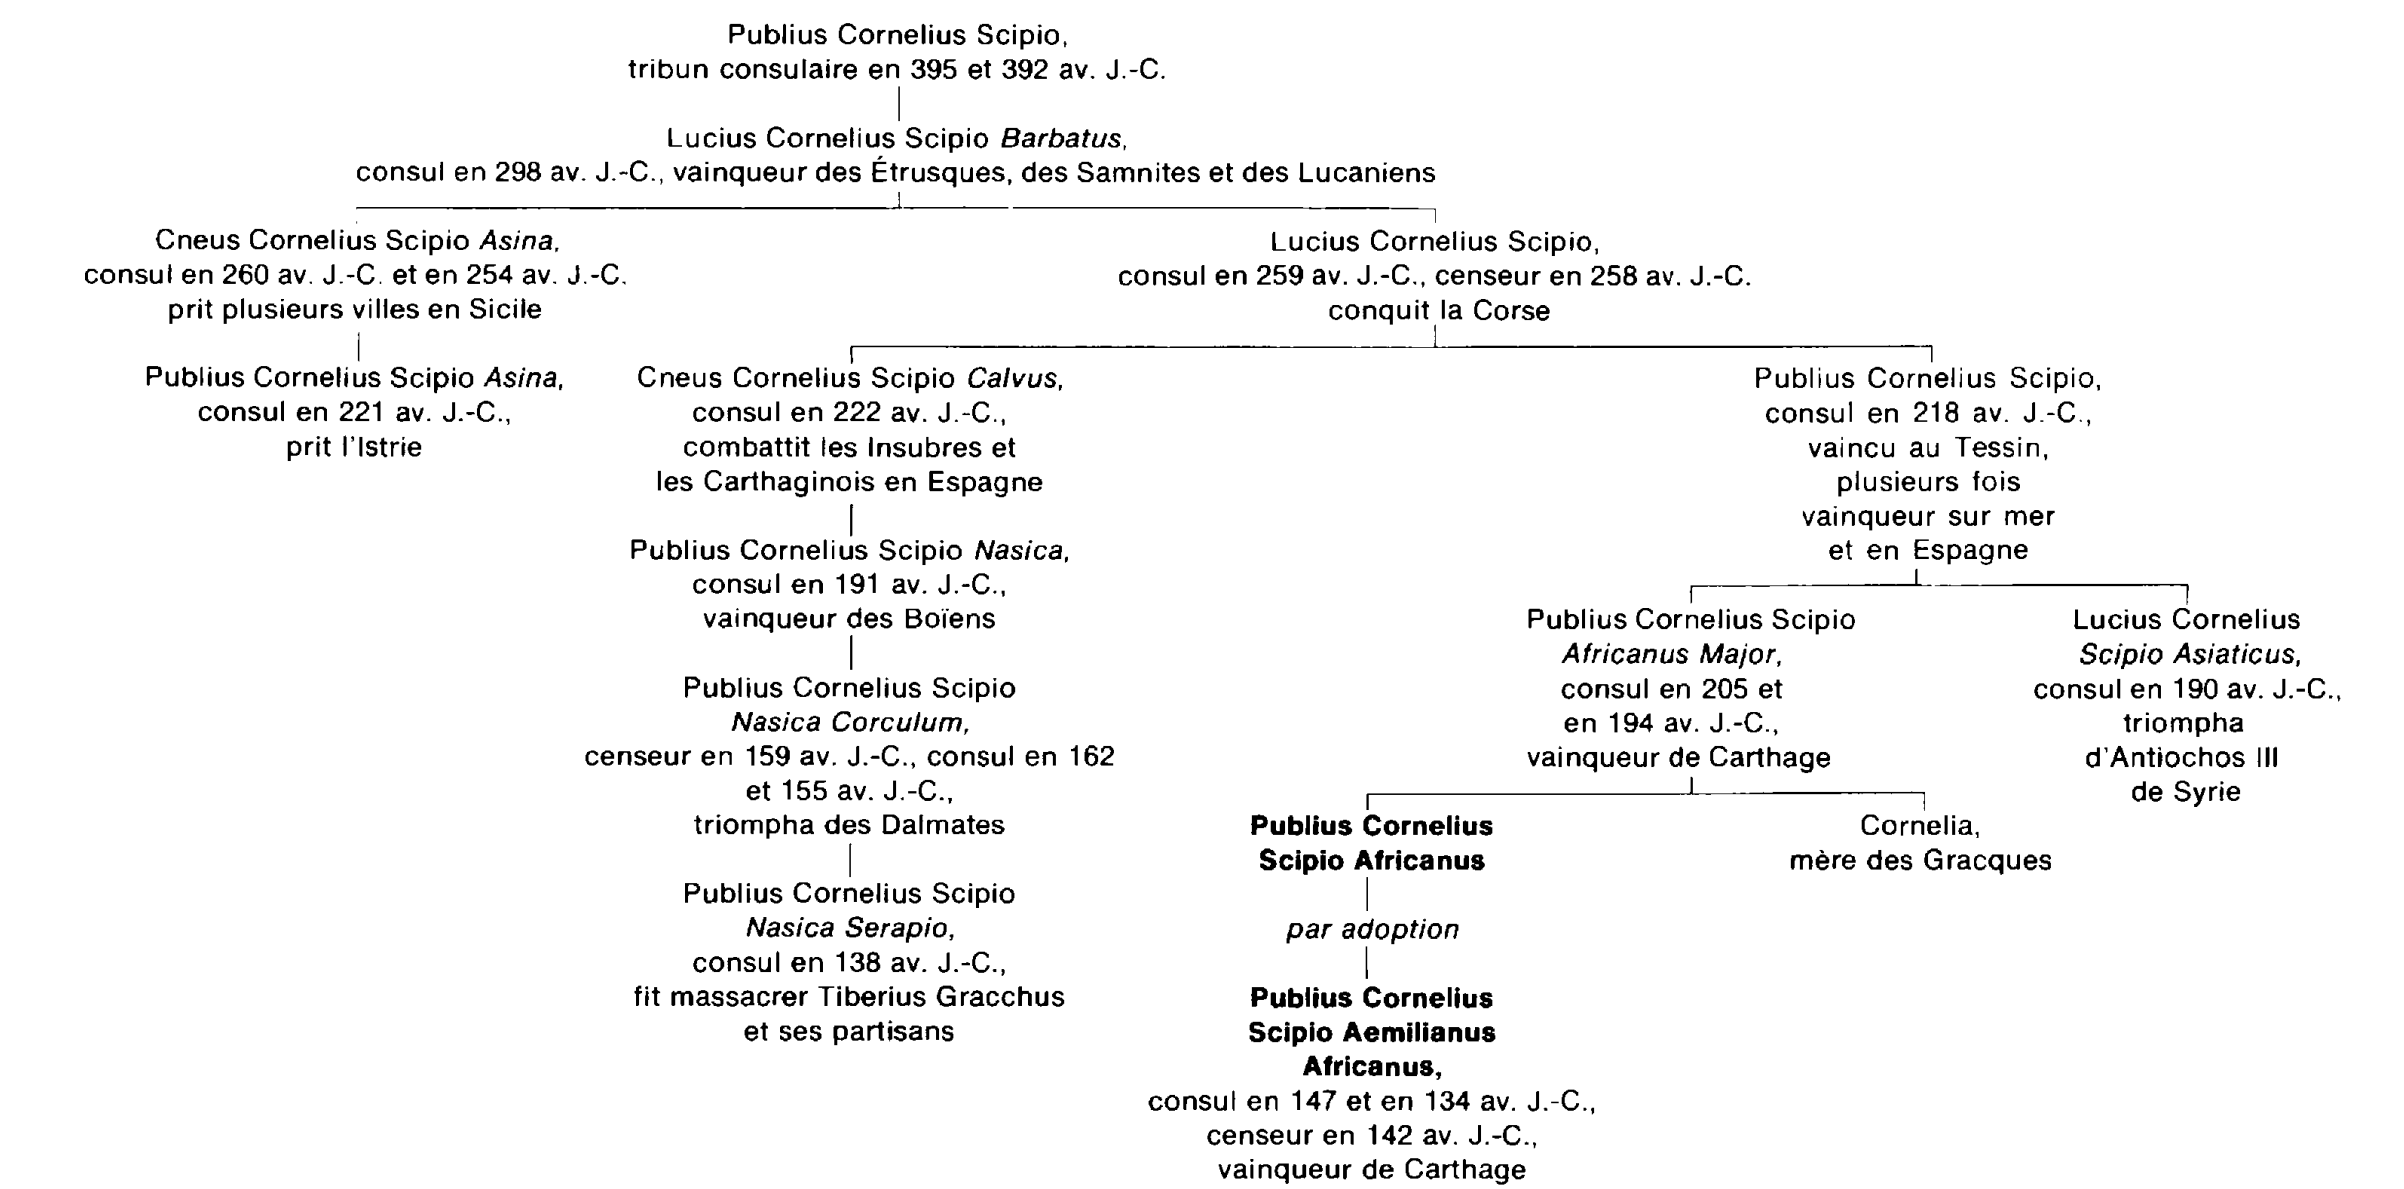 Publius Cornelius Scipio,
tribun consulaire en 395 et 392 av. J.-C.
Lucius Cornelius Scipio Barbatus,
consul en 298 av. J.-C., vainqueur des Étrusques, des Samnites et des Lucaniens
Cneus Cornelius Scipio Asina,
consul en 260 av. J.-C. et en 254 av. J.-C.
prit plusieurs villes en Sicile
Lucius Cornelius Scipio,
consul en 259 av. J.-C., censeur en 258 av. J.-C.
conquit la Corse
Publius Cornelius Scipio Asina,
consul en 221 av. J.-C.,
prit l'Istrie
Cneus Cornelius Scipio Calvus,
consul en 222 av. J.-C.,
combattit les Insubres et
les Carthaginois en Espagne
Publius Cornelius Scipio,
consul en 218 av. J.-C.,
vaincu au Tessin,
plusieurs fois
vainqueur sur mer
et en Espagne
Publius Cornelius Scipio Nasica,
consul en 191 av. J.-C.,
vainqueur des Boïens
Publius Cornelius Scipio
Africanus Major,
consul en 205 et
en 194 av. J.-C.,
vainqueur de Carthage
Lucius Cornelius
Scipio Asiaticus,
consul en 190 av. J.-C.,
triompha
d'Antiochos III
de Syrie
Publius Cornelius Scipio
Nasica Corculum,
censeur en 159 av. J.-C., consul en 162
et 155 av. J.-C.,
triompha des Dalmates
Publius Cornelius
Scipio Africanus
Cornelia,
mère des Gracques
Publius Cornelius Scipio
Nasica Serapio,
consul en 138 av. J.-C.,
fit massacrer Tiberius Gracchus
et ses partisans
par adoption
Publius Cornelius
Scipio Aemilianus
Africanus,
consul en 147 et en 134 av. J.-C.,
censeur en 142 av. J.-C.,
vainqueur de Carthage